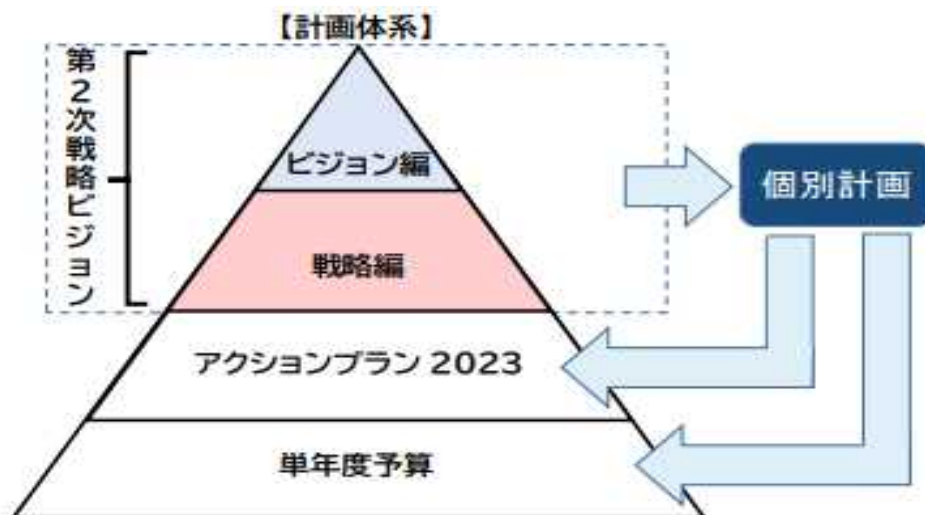 【計画体系】
第2次戦略ビジョン
ビジョン編
個別計画
戦略編
アクションプラン 2023
単年度予算